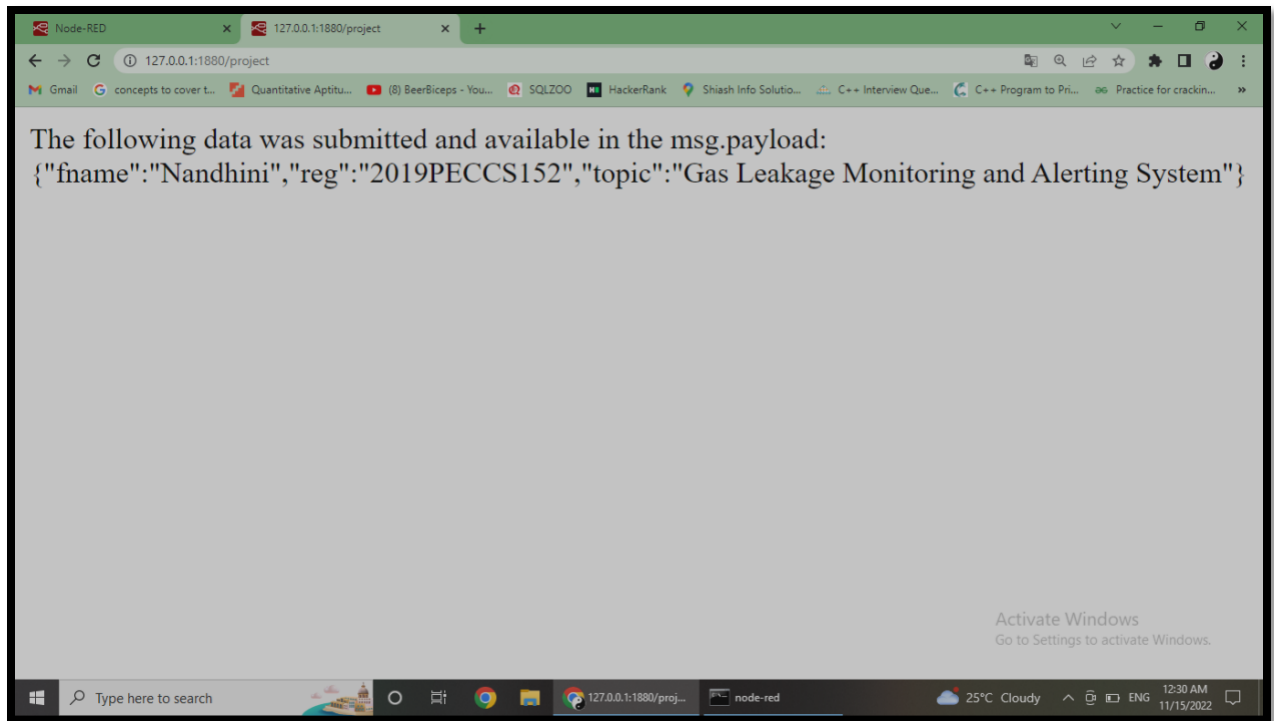 Node-RED
127.0.0.1:1880/project
127.0.0.1:1880/project
Gmail concepts to cover t... Quantitative Aptitu... (8) BeerBiceps - You... SQLZOO HackerRank Shiash Info Solutio... C++ Interview Que... C++ Program to Pri... Practice for crackin...
The following data was submitted and available in the msg.payload:
{"fname":"Nandhini","reg":"2019PECCS152","topic":"Gas Leakage Monitoring and Alerting System"}
Activate Windows
Go to Settings to activate Windows.
Type here to search 127.0.0.1:1880/proj... node-red 25°C Cloudy ENG 12:30 AM
11/15/2022